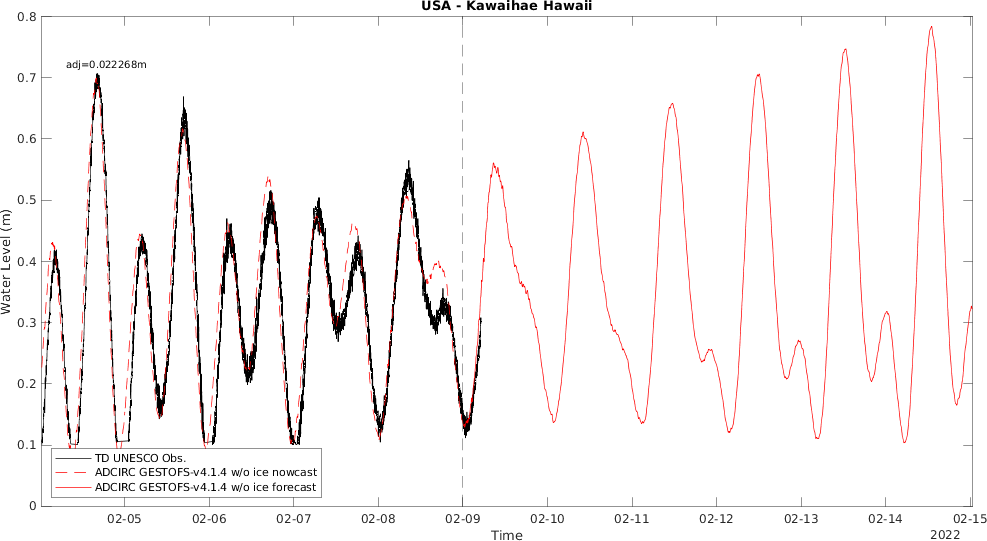 USA - Kawaihae Hawaii
adj=0.022268m
0.8
0.7
0.6
0.5
0.4
0.3
0.2
0.1
0
Water Level (m)
TD UNESCO Obs.
ADCIRC GESTOFS-v4.1.4 w/o ice nowcast
ADCIRC GESTOFS-v4.1.4 w/o ice forecast
02-05 02-06 02-07 02-08 02-09 02-10 02-11 02-12 02-13 02-14 02-15
Time
2022